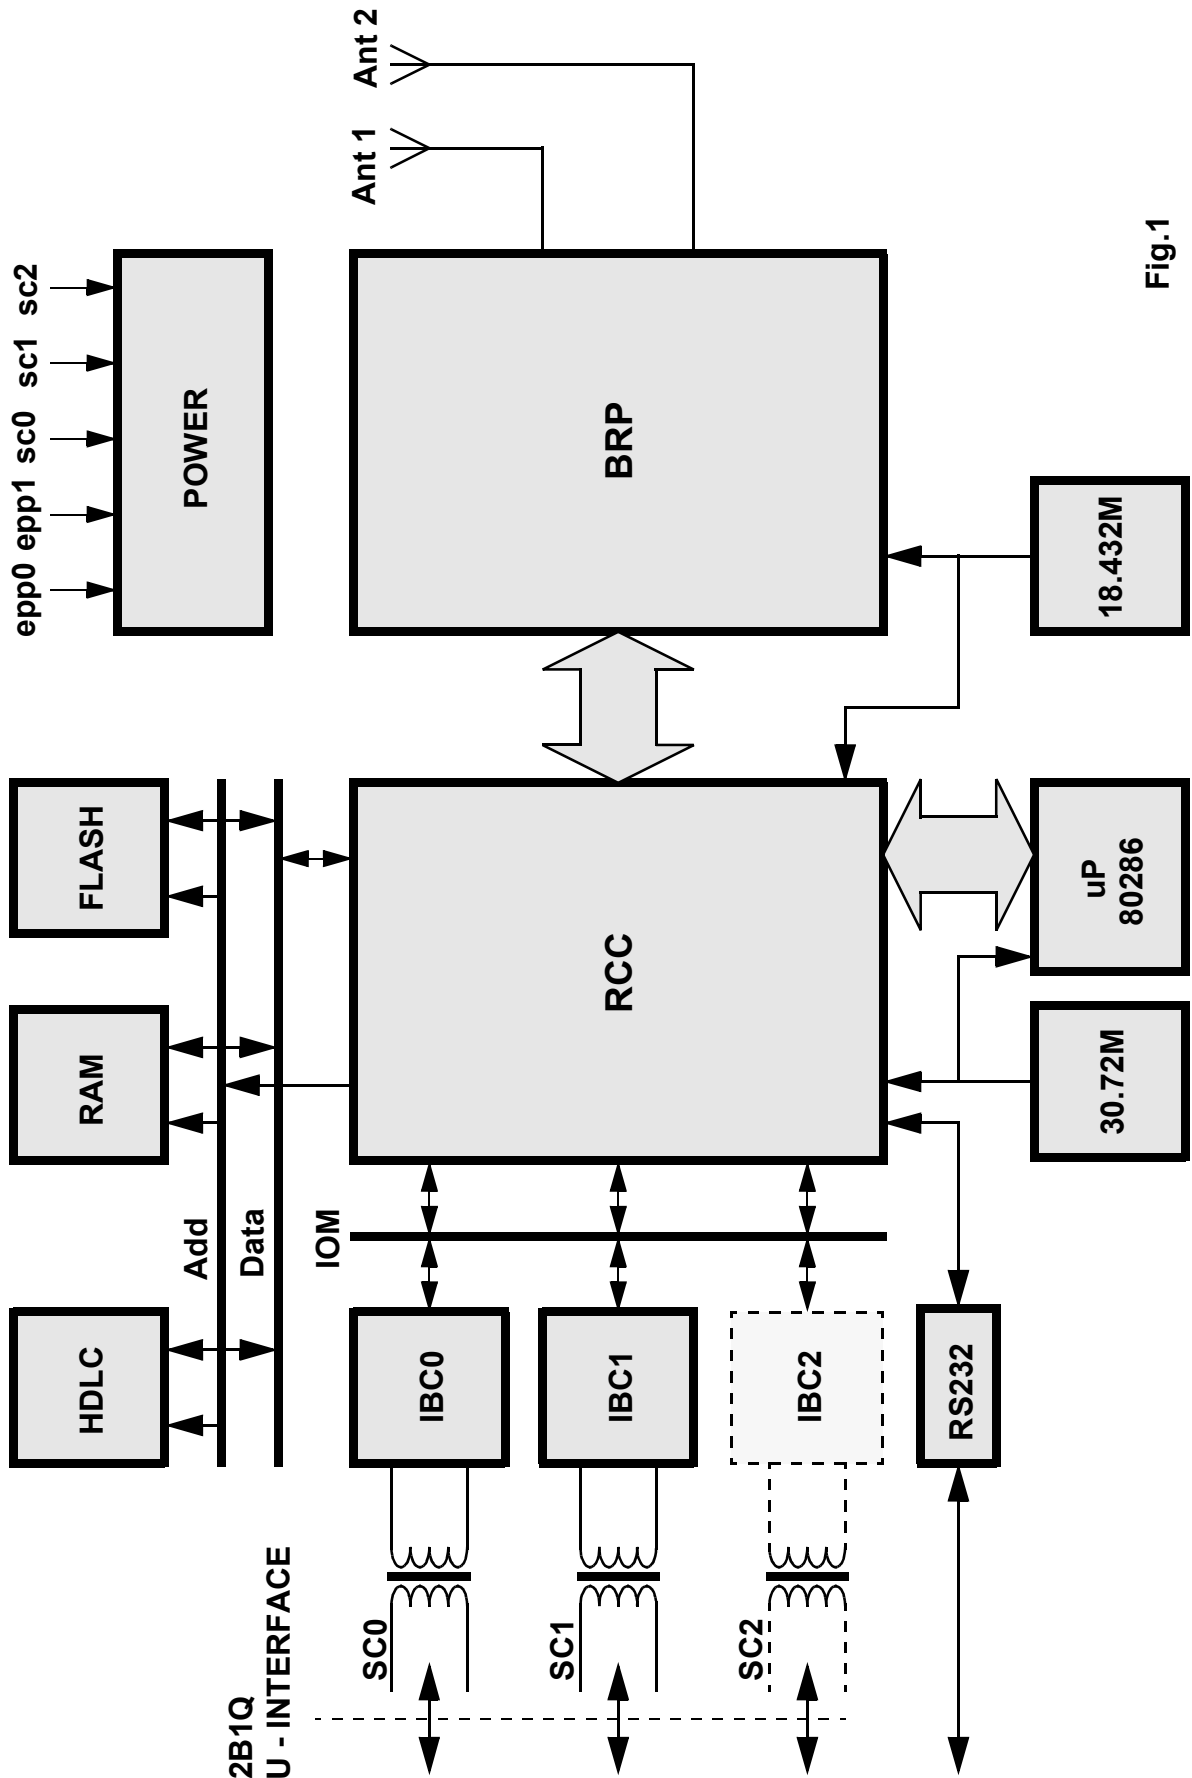 HDLC
RAM
FLASH
epp0
epp1
sc0
sc1
sc2
POWER
Add
Data
2B1Q
U - INTERFACE
IOM
SC0
IBC0
SC1
IBC1
SC2
IBC2
RS232
RCC
BRP
Ant 1
Ant 2
30.72M
uP
80286
18.432M
Fig.1